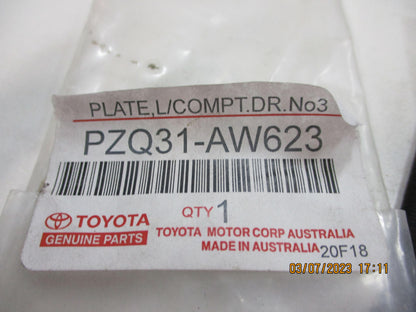 PLATE,L/COMPT.DR.No3
PZQ31-AW623
TOYOTA
GENUINE PARTS
QTY 1
TOYOTA MOTOR CORP AUSTRALIA
MADE IN AUSTRALIA 20F18
03/07/2023 17:11